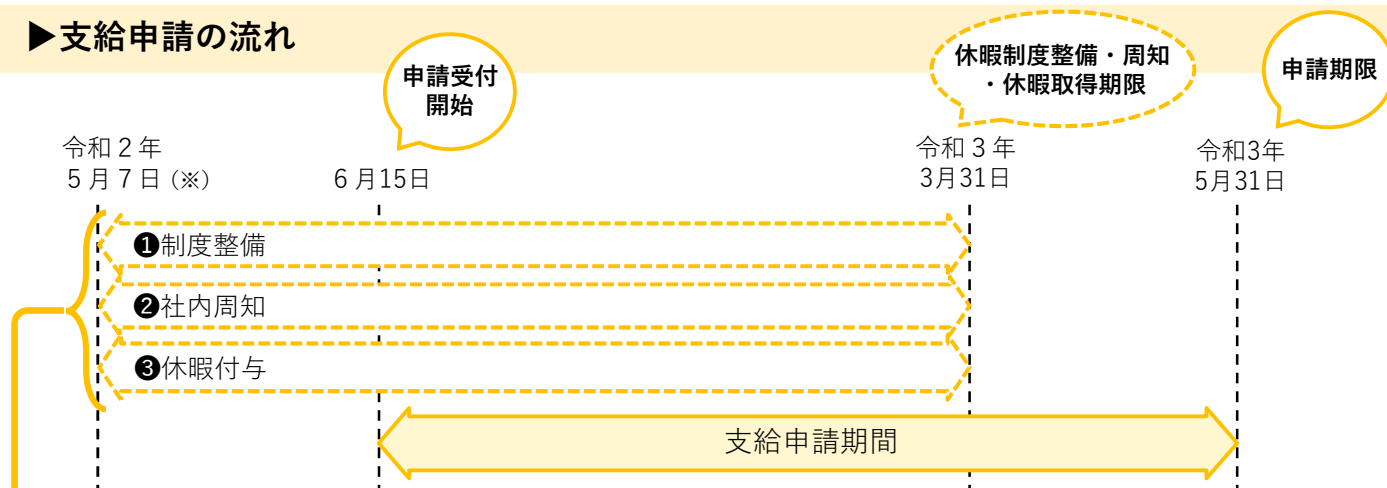 ▶支給申請の流れ
申請受付
開始
休暇制度整備・周知
・休暇取得期限
申請期限
令和２年
５月７日(※)
６月15日
令和３年
3月31日
令和3年
5月31日
❶制度整備
❷社内周知
❸休暇付与
支給申請期間